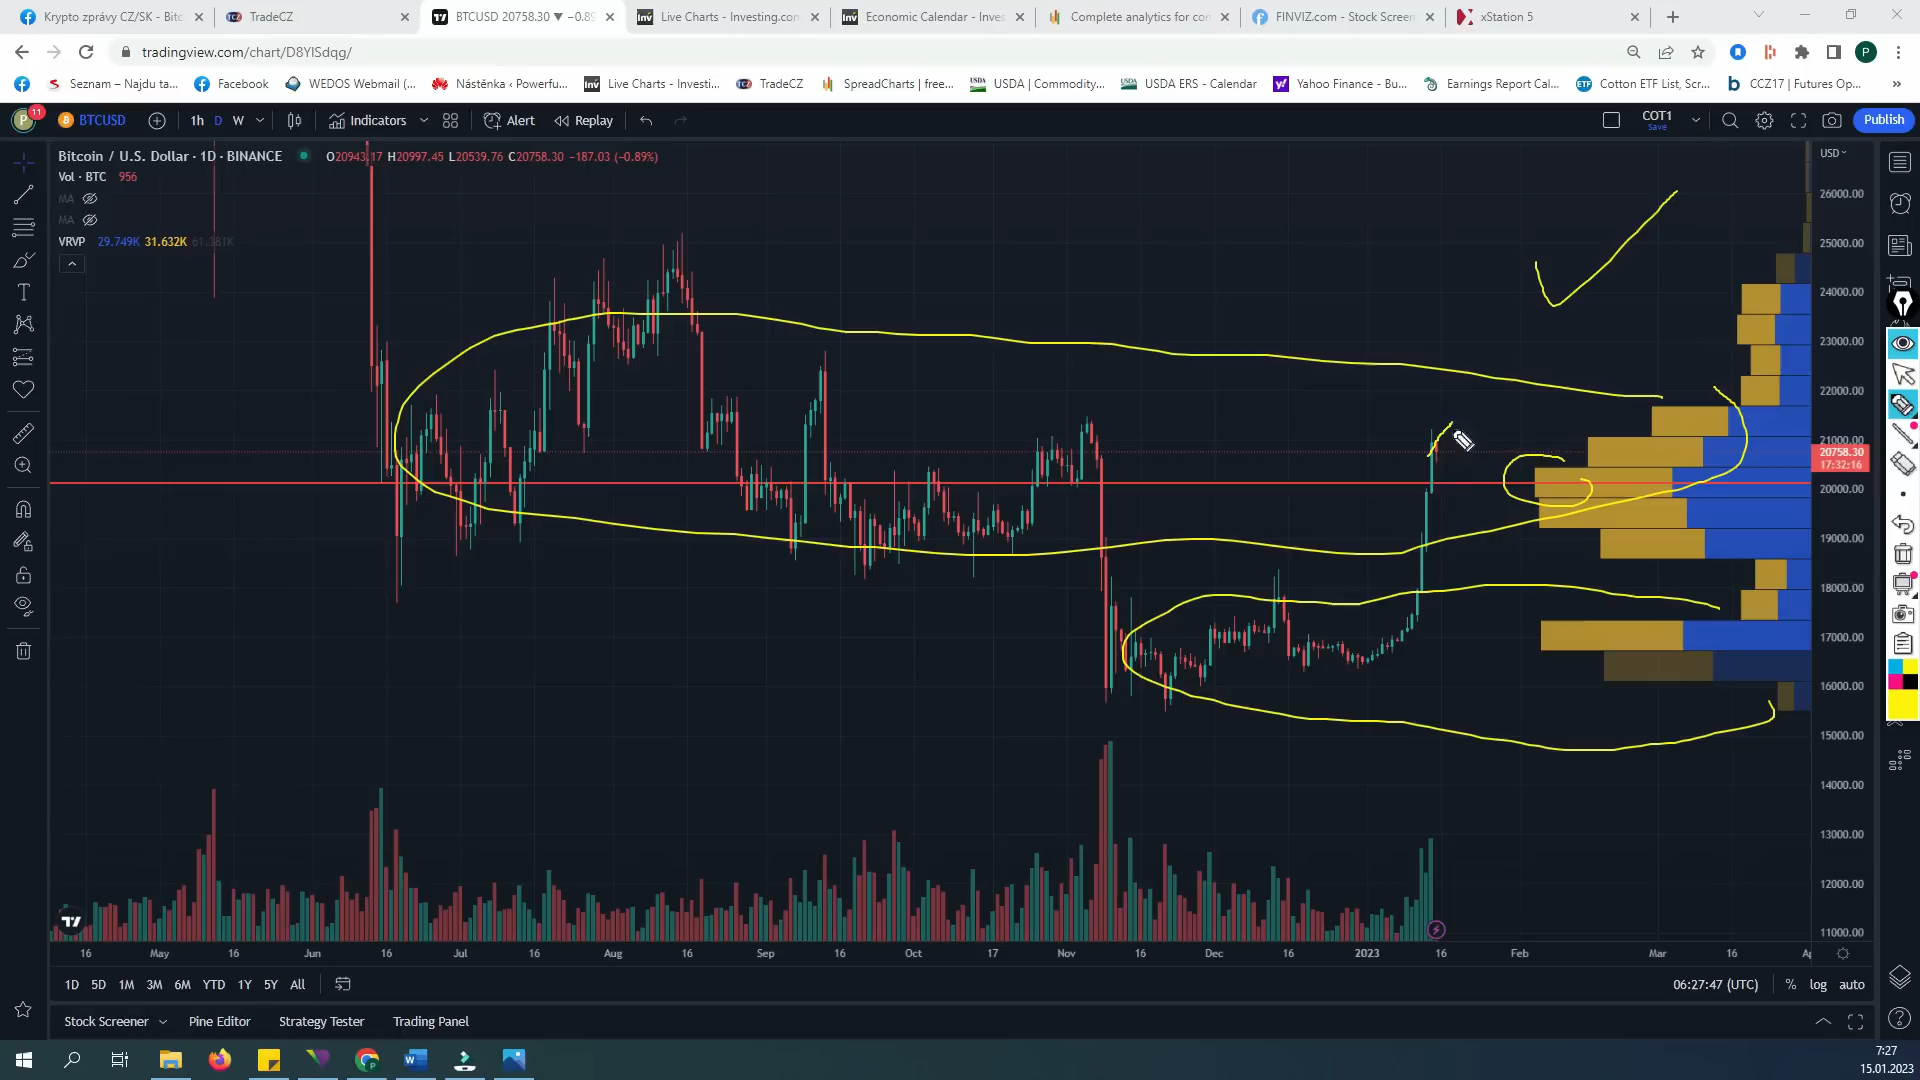 Krypto zprávy CZ/SK - Bitc
TradeCZ
BTCUSD 20758.30 ▼ −0.89
Live Charts - Investing.com
Economic Calendar - Inves
Complete analytics for con
FINVIZ.com - Stock Screen
xStation 5
tradingview.com/chart/D8YlSdqg/
P
Seznam – Najdu ta...
Facebook
WEDOS Webmail (...
Nástěnka ‹ Powerfu...
Live Charts - Investi...
TradeCZ
SpreadCharts | free...
USDA | Commodity...
USDA ERS - Calendar
Yahoo Finance - Bu...
Earnings Report Cal...
Cotton ETF List, Scr...
CCZ17 | Futures Op...
»
P 11
BTCUSD
1h D W
Indicators
Alert
Replay
COT1
Save
Publish
Bitcoin / U.S. Dollar · 1D · BINANCE
O20943.17 H20997.45 L20539.76 C20758.30 −187.03 (−0.89%)
USD
Vol · BTC 956
MA
MA
VRVP 29.749K 31.632K 61.381K
26000.00
25000.00
24000.00
23000.00
22000.00
21000.00
20758.30
17:32:16
20000.00
19000.00
18000.00
17000.00
16000.00
15000.00
14000.00
13000.00
12000.00
11000.00
16 May 16 Jun 16 Jul 16 Aug 16 Sep 16 Oct 17 Nov 16 Dec 16 2023 16 Feb Mar 16 Ap
1D 5D 1M 3M 6M YTD 1Y 5Y All
06:27:47 (UTC)
% log auto
Stock Screener
Pine Editor
Strategy Tester
Trading Panel
7:27
15.01.2023